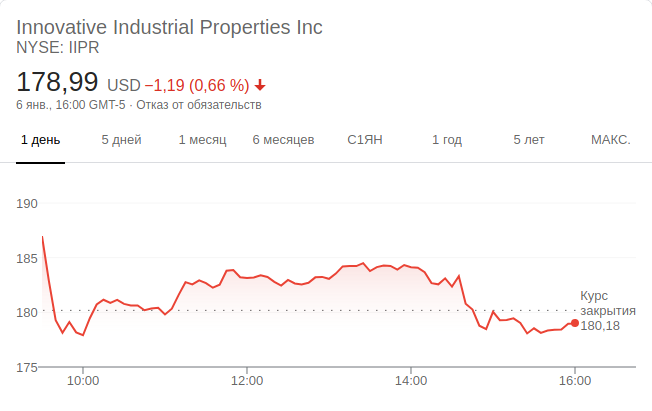 Innovative Industrial Properties Inc
NYSE: IIPR
178,99 USD −1,19 (0,66 %)
6 янв., 16:00 GMT-5 · Отказ от обязательств
1 день 5 дней 1 месяц 6 месяцев С1ЯН 1 год 5 лет МАКС.
190
185
180
175
Курс
закрытия
180,18
10:00 12:00 14:00 16:00